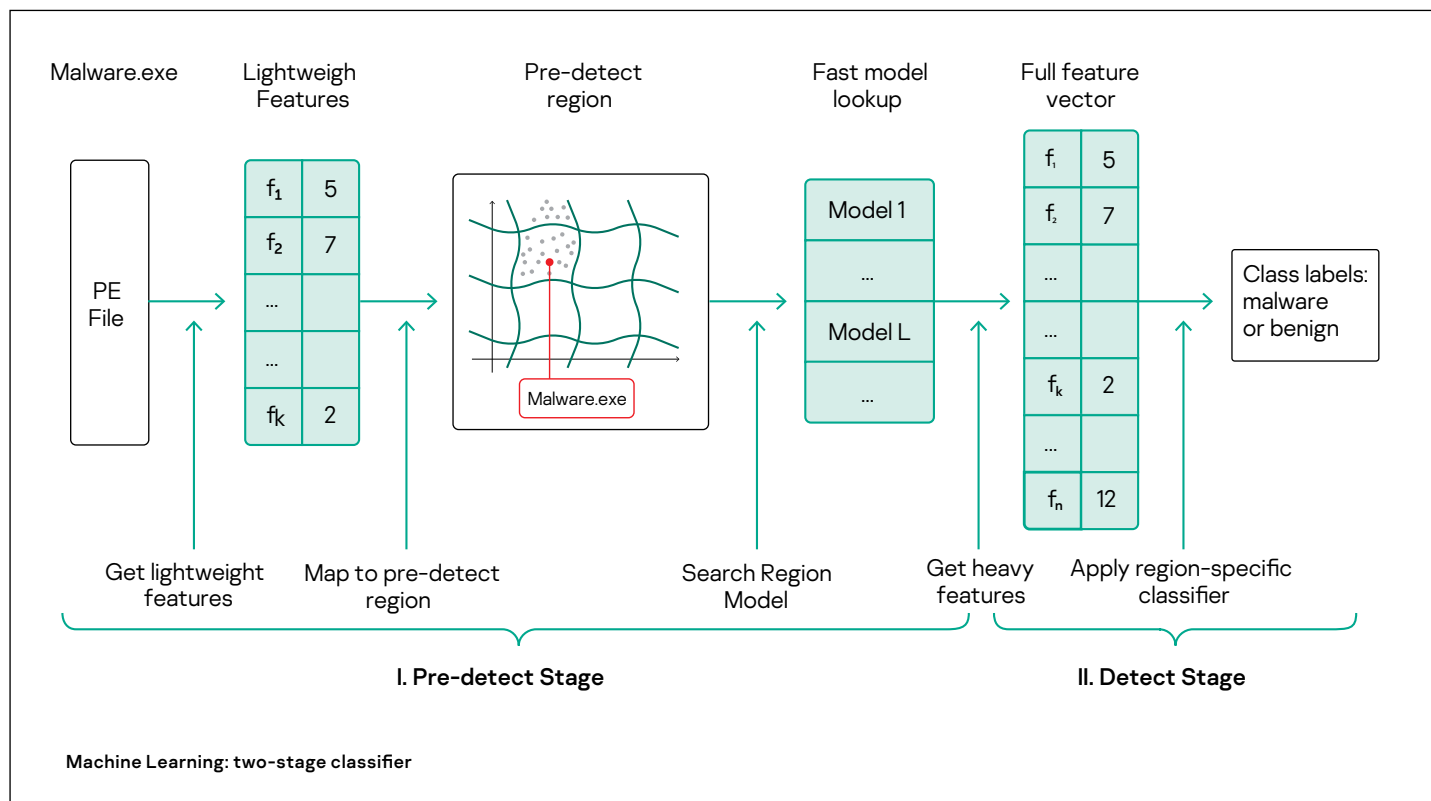 Malware.exe
Lightweigh
Features
Pre-detect
region
Fast model
lookup
Full feature
vector
PE
File
f₁ 5
f₂ 7
...
...
fk 2
Malware.exe
Model 1
...
Model L
...
f₁ 5
f₂ 7
...
...
fₖ 2
...
fₙ 12
Class labels:
malware
or benign
Get lightweight
features
Map to pre-detect
region
Search Region
Model
Get heavy
features
Apply region-specific
classifier
I. Pre-detect Stage
II. Detect Stage
Machine Learning: two-stage classifier